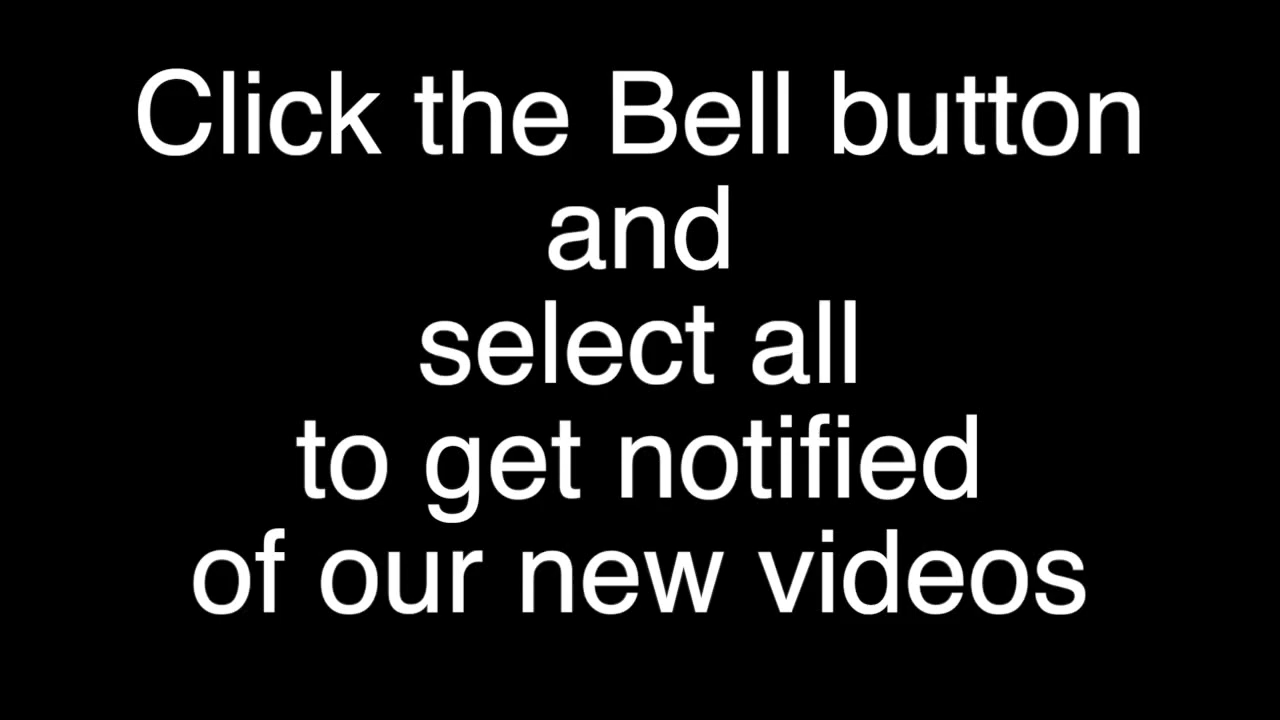 Click the Bell button
and
select all
to get notified
of our new videos